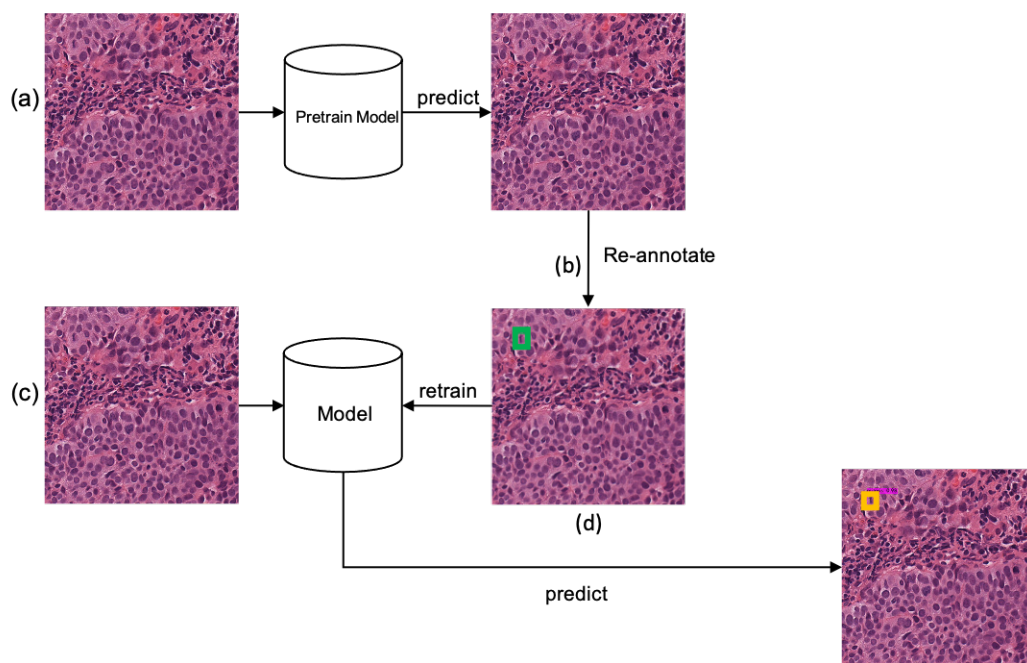 (a)
Pretrain Model
predict
(b)
Re-annotate
(c)
Model
retrain
(d)
predict